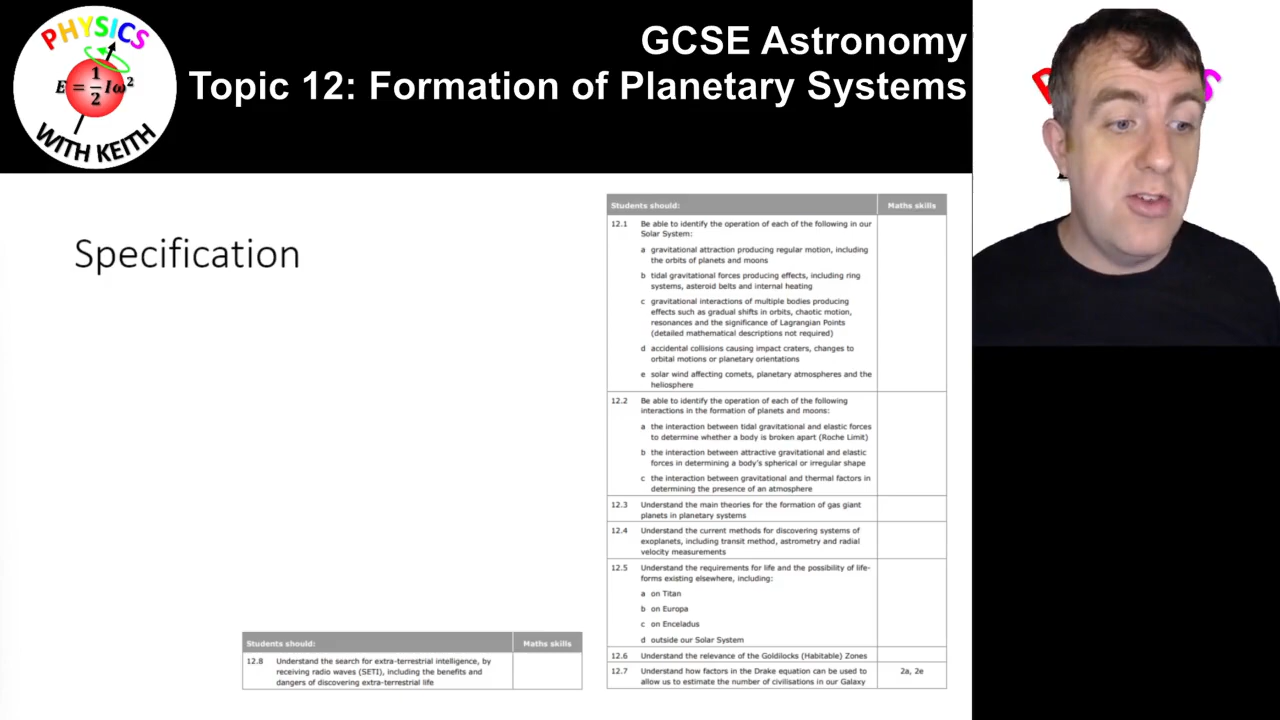 PHYSICS
E = 1/2 Iω²
WITH KEITH
GCSE Astronomy
Topic 12: Formation of Planetary Systems
P
S
Specification
Students should:
Maths skills
12.1 Be able to identify the operation of each of the following in our
Solar System:
a gravitational attraction producing regular motion, including
the orbits of planets and moons
b tidal gravitational forces producing effects, including ring
systems, asteroid belts and internal heating
c gravitational interactions of multiple bodies producing
effects such as gradual shifts in orbits, chaotic motion,
resonances and the significance of Lagrangian Points
(detailed mathematical descriptions not required)
d accidental collisions causing impact craters, changes to
orbital motions or planetary orientations
e solar wind affecting comets, planetary atmospheres and the
heliosphere
12.2 Be able to identify the operation of each of the following
interactions in the formation of planets and moons:
a the interaction between tidal gravitational and elastic forces
to determine whether a body is broken apart (Roche Limit)
b the interaction between attractive gravitational and elastic
forces in determining a body's spherical or irregular shape
c the interaction between gravitational and thermal factors in
determining the presence of an atmosphere
12.3 Understand the main theories for the formation of gas giant
planets in planetary systems
12.4 Understand the current methods for discovering systems of
exoplanets, including transit method, astrometry and radial
velocity measurements
12.5 Understand the requirements for life and the possibility of life-
forms existing elsewhere, including:
a on Titan
b on Europa
c on Enceladus
d outside our Solar System
12.6 Understand the relevance of the Goldilocks (Habitable) Zones
12.7 Understand how factors in the Drake equation can be used to
allow us to estimate the number of civilisations in our Galaxy
2a, 2e
Students should:
Maths skills
12.8 Understand the search for extra-terrestrial intelligence, by
receiving radio waves (SETI), including the benefits and
dangers of discovering extra-terrestrial life